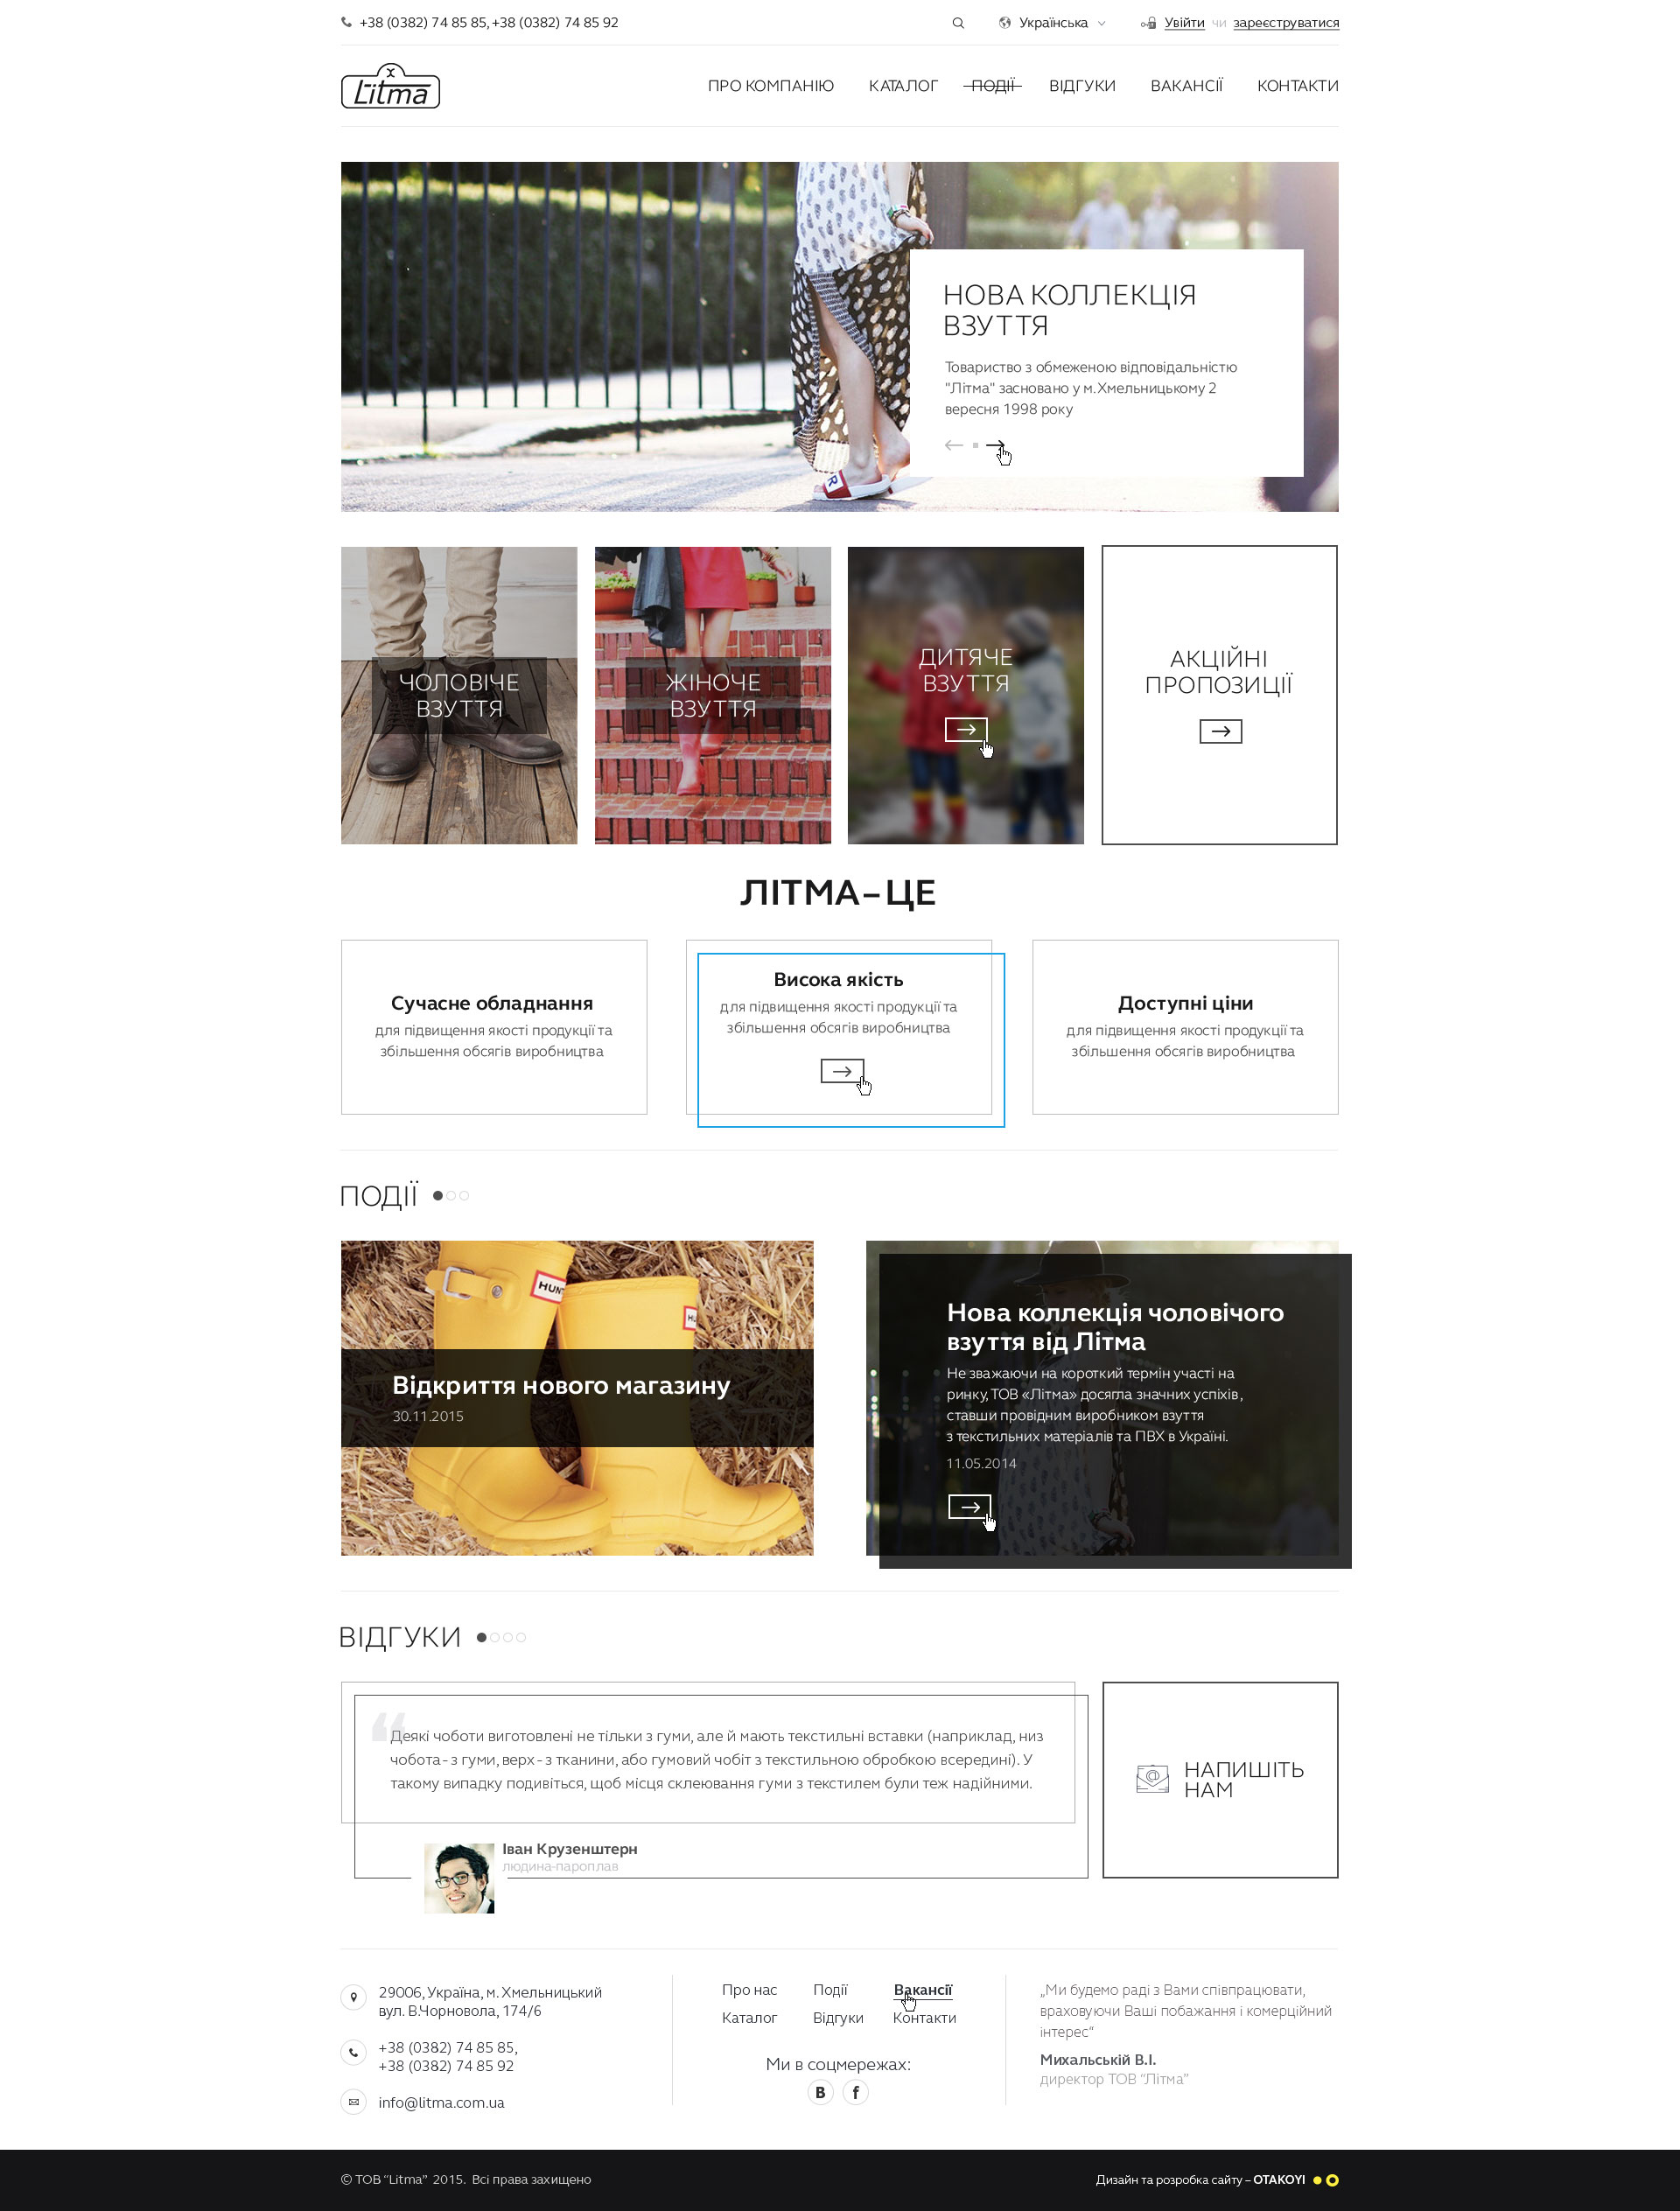 +38 (0382) 74 85 85, +38 (0382) 74 85 92
Українська
Увійти чи зареєструватися
Litma
ПРО КОМПАНІЮ КАТАЛОГ ПОДІЇ ВІДГУКИ ВАКАНСІЇ КОНТАКТИ
НОВА КОЛЛЕКЦІЯ
ВЗУТТЯ
Товариство з обмеженою відповідальністю
"Літма" засновано у м.Хмельницькому 2
вересня 1998 року
ЧОЛОВІЧЕ
ВЗУТТЯ
ЖІНОЧЕ
ВЗУТТЯ
ДИТЯЧЕ
ВЗУТТЯ
АКЦІЙНІ
ПРОПОЗИЦІЇ
ЛІТМА – ЦЕ
Сучасне обладнання
для підвищення якості продукції та
збільшення обсягів виробництва
Висока якість
для підвищення якості продукції та
збільшення обсягів виробництва
Доступні ціни
для підвищення якості продукції та
збільшення обсягів виробництва
ПОДІЇ
HUNT
HU
Відкриття нового магазину
30.11.2015
Нова коллекція чоловічого
взуття від Літма
Не зважаючи на короткий термін участі на
ринку, ТОВ «Літма» досягла значних успіхів ,
ставши провідним виробником взуття
з текстильних матеріалів та ПВХ в Україні.
11.05.2014
ВІДГУКИ
“
Деякі чоботи виготовлені не тільки з гуми, але й мають текстильні вставки (наприклад, низ
чобота - з гуми, верх - з тканини, або гумовий чобіт з текстильною обробкою всередині). У
такому випадку подивіться, щоб місця склеювання гуми з текстилем були теж надійними.
Іван Крузенштерн
людина-пароплав
НАПИШІТЬ
НАМ
29006, Україна, м. Хмельницький
вул. В.Чорновола, 174/6
+38 (0382) 74 85 85,
+38 (0382) 74 85 92
info@litma.com.ua
Про нас Події Вакансії
Каталог Відгуки Контакти
Ми в соцмережах:
B f
„Ми будемо раді з Вами співпрацювати,
враховуючи Ваші побажання і комерційний
інтерес“
Михальській В.І.
директор ТОВ “Літма”
© ТОВ “Litma” 2015. Всі права захищено
Дизайн та розробка сайту – OTAKOYI